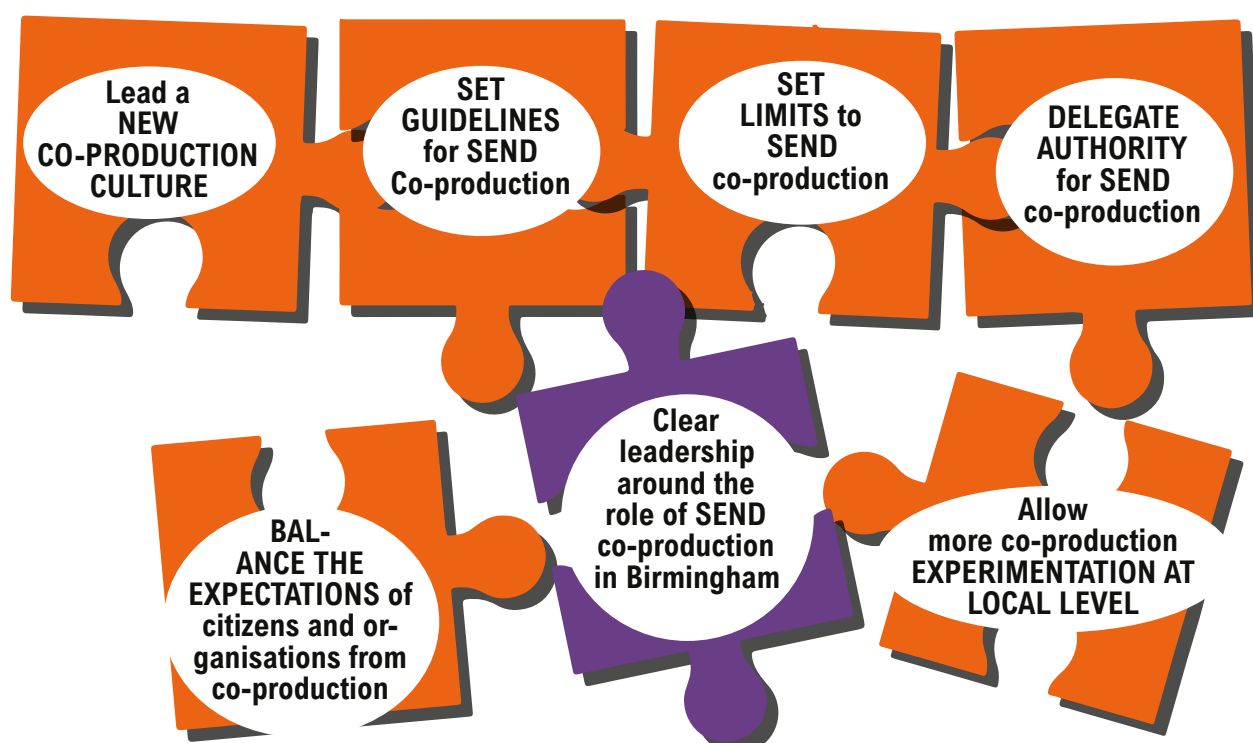 Lead a
NEW
CO-PRODUCTION
CULTURE
SET
GUIDELINES
for SEND
Co-production
SET
LIMITS to
SEND
co-production
DELEGATE
AUTHORITY
for SEND
co-production
BAL-
ANCE THE
EXPECTATIONS of
citizens and or-
ganisations from
co-production
Clear
leadership
around the
role of SEND
co-production
in Birmingham
Allow
more co-production
EXPERIMENTATION AT
LOCAL LEVEL